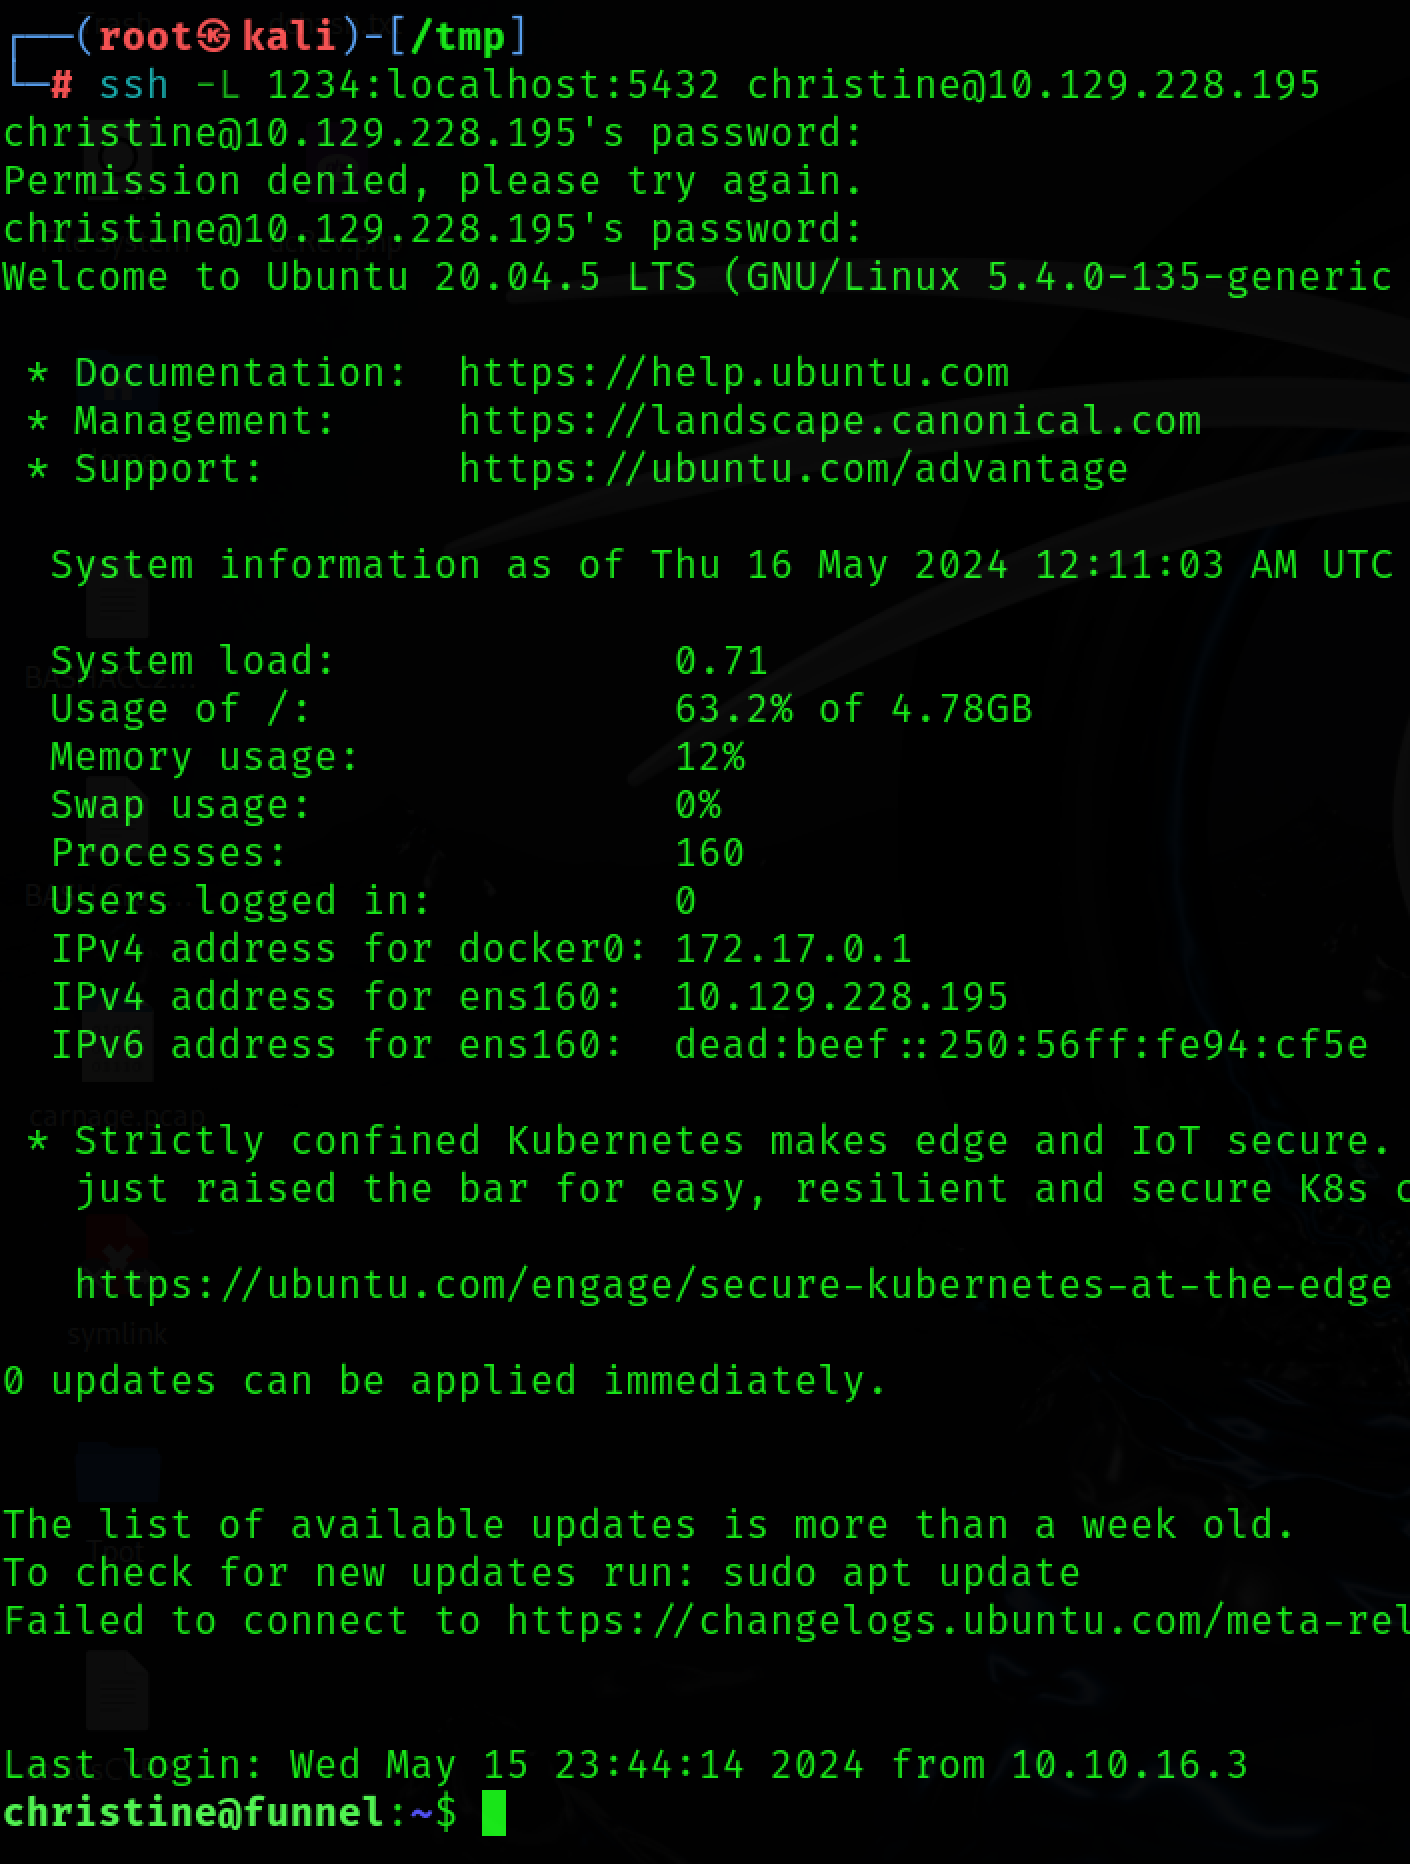 Trash
┌──(root㉿kali)-[/tmp]
└─# ssh -L 1234:localhost:5432 christine@10.129.228.195
christine@10.129.228.195's password:
Permission denied, please try again.
christine@10.129.228.195's password:
Welcome to Ubuntu 20.04.5 LTS (GNU/Linux 5.4.0-135-generic
* Documentation: https://help.ubuntu.com
* Management: https://landscape.canonical.com
* Support: https://ubuntu.com/advantage
System information as of Thu 16 May 2024 12:11:03 AM UTC
System load: 0.71
Usage of /: 63.2% of 4.78GB
Memory usage: 12%
Swap usage: 0%
Processes: 160
Users logged in: 0
IPv4 address for docker0: 172.17.0.1
IPv4 address for ens160: 10.129.228.195
IPv6 address for ens160: dead:beef::250:56ff:fe94:cf5e
carnage.pcap
* Strictly confined Kubernetes makes edge and IoT secure.
just raised the bar for easy, resilient and secure K8s c
https://ubuntu.com/engage/secure-kubernetes-at-the-edge
symlink
0 updates can be applied immediately.
The list of available updates is more than a week old.
To check for new updates run: sudo apt update
Failed to connect to https://changelogs.ubuntu.com/meta-rel
Last login: Wed May 15 23:44:14 2024 from 10.10.16.3
christine@funnel:~$